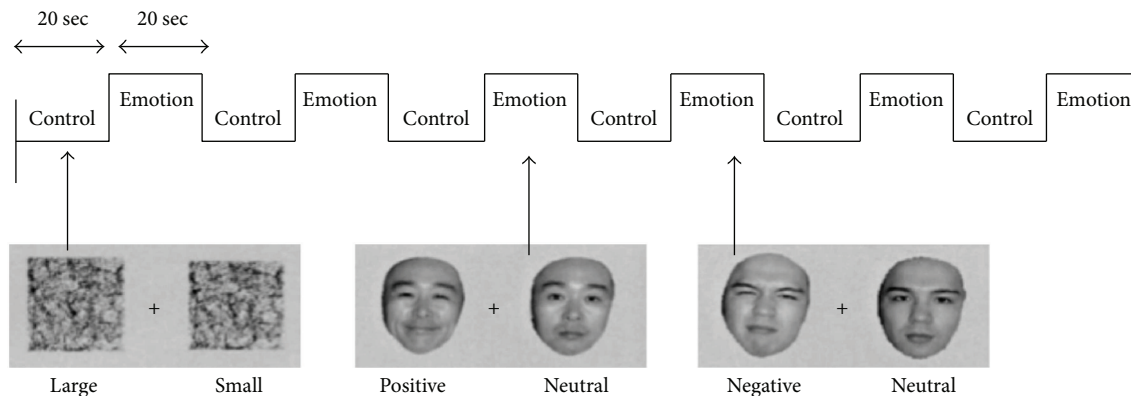 20 sec 20 sec
Emotion Emotion Emotion Emotion Emotion Emotion
Control Control Control Control Control Control
+ + +
Large Small Positive Neutral Negative Neutral